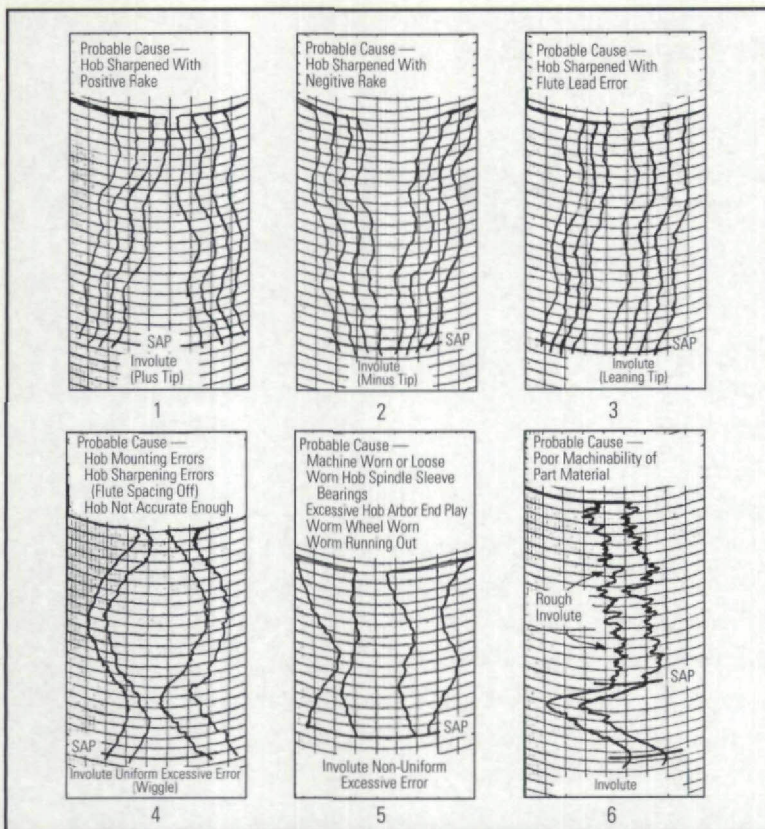 Probable Cause —
Hob Sharpened With
Positive Rake
SAP
Involute
(Plus Tip)
1
Probable Cause —
Hob Sharpened With
Negitive Rake
SAP
Involute
(Minus Tip)
2
Probable Cause —
Hob Sharpened With
Flute Lead Error
SAP
Involute
(Leaning Tip)
3
Probable Cause —
Hob Mounting Errors
Hob Sharpening Errors
(Flute Spacing Off)
Hob Not Accurate Enough
SAP
Involute Uniform Excessive Error
(Wiggle)
4
Probable Cause —
Machine Worn or Loose
Worn Hob Spindle Sleeve
Bearings
Excessive Hob Arbor End Play
Worm Wheel Worn
Worm Running Out
SAP
Involute Non-Uniform
Excessive Error
5
Probable Cause —
Poor Machinability of
Part Material
Rough
Involute
SAP
Involute
6